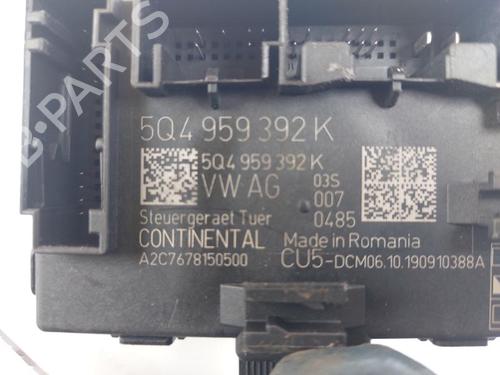 B-PARTS
5Q4 959 392 K
5Q4 959 392 K
VW AG 03S
007
Steuergeraet Tuer 0485
CONTINENTAL Made in Romania
A2C7678150500 CU5-DCM06.10.190910388A